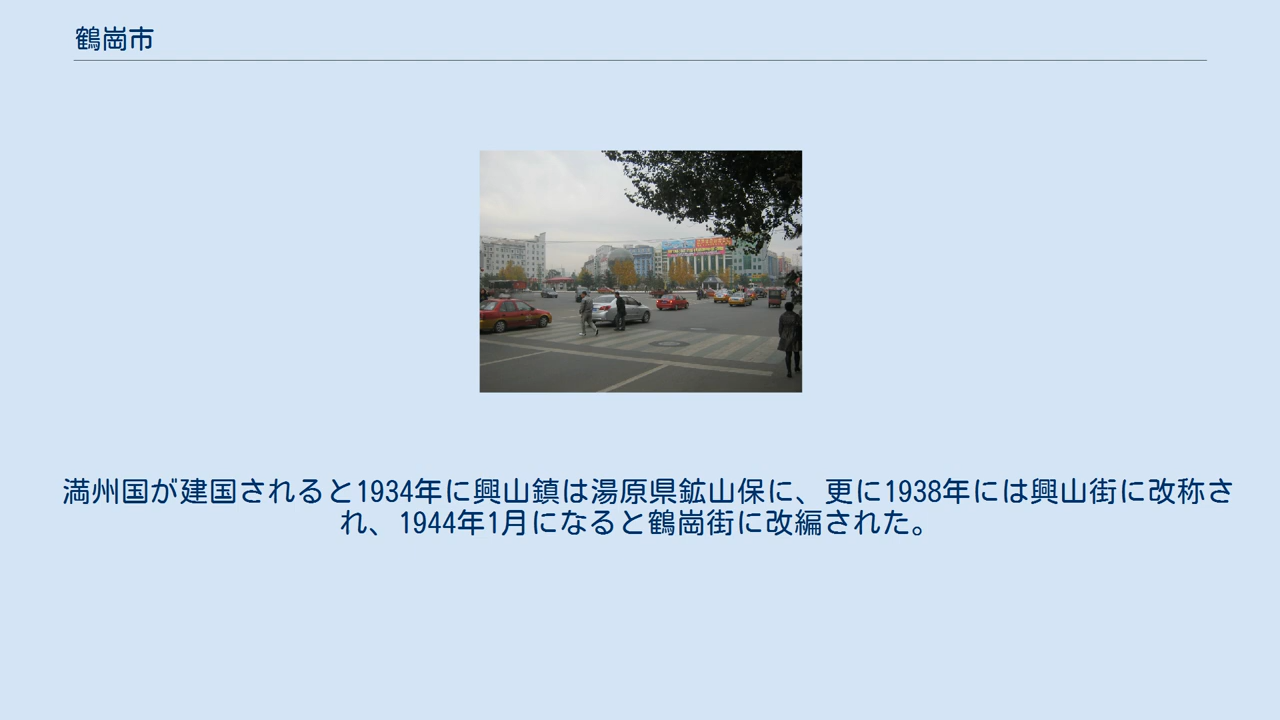 鶴崗市
満州国が建国されると1934年に興山鎮は湯原県鉱山保に、更に1938年には興山街に改称さ
れ、1944年1月になると鶴崗街に改編された。